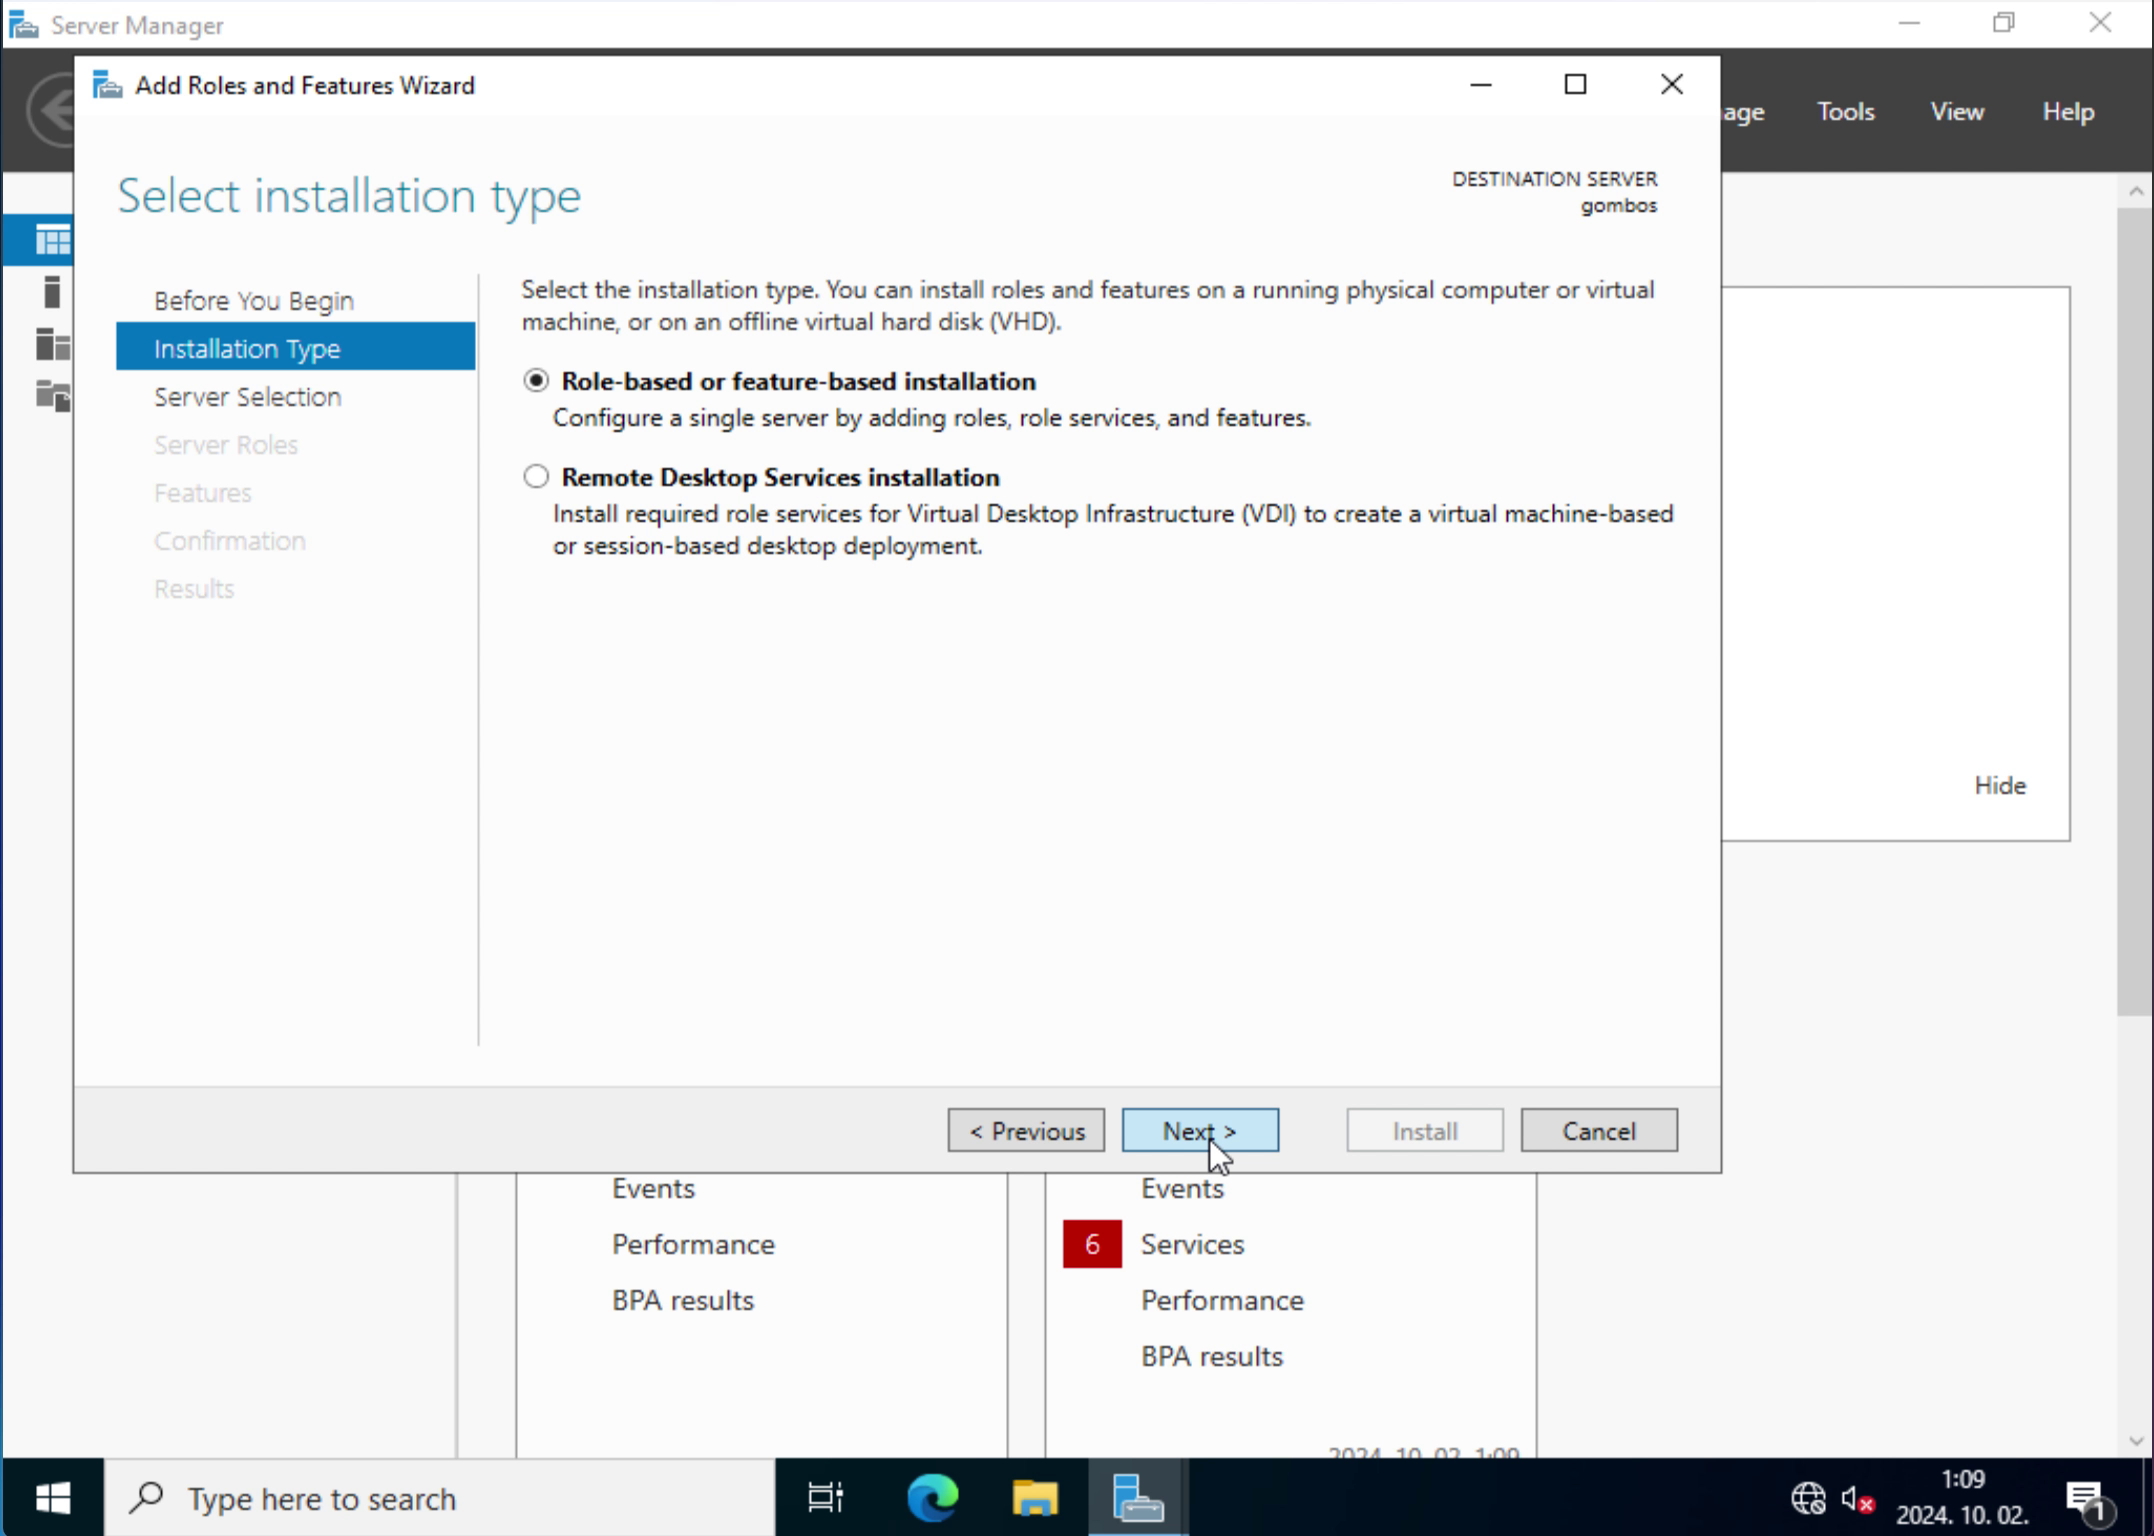 Server Manager
Add Roles and Features Wizard
Tools
View
Help
Select installation type
DESTINATION SERVER
gombos
Before You Begin
Installation Type
Server Selection
Server Roles
Features
Confirmation
Results
Select the installation type. You can install roles and features on a running physical computer or virtual
machine, or on an offline virtual hard disk (VHD).
Role-based or feature-based installation
Configure a single server by adding roles, role services, and features.
Remote Desktop Services installation
Install required role services for Virtual Desktop Infrastructure (VDI) to create a virtual machine-based
or session-based desktop deployment.
Hide
< Previous
Next >
Install
Cancel
Events
Performance
BPA results
Events
6 Services
Performance
BPA results
2024. 10. 02. 1:09
Type here to search
1:09
2024. 10. 02.
1